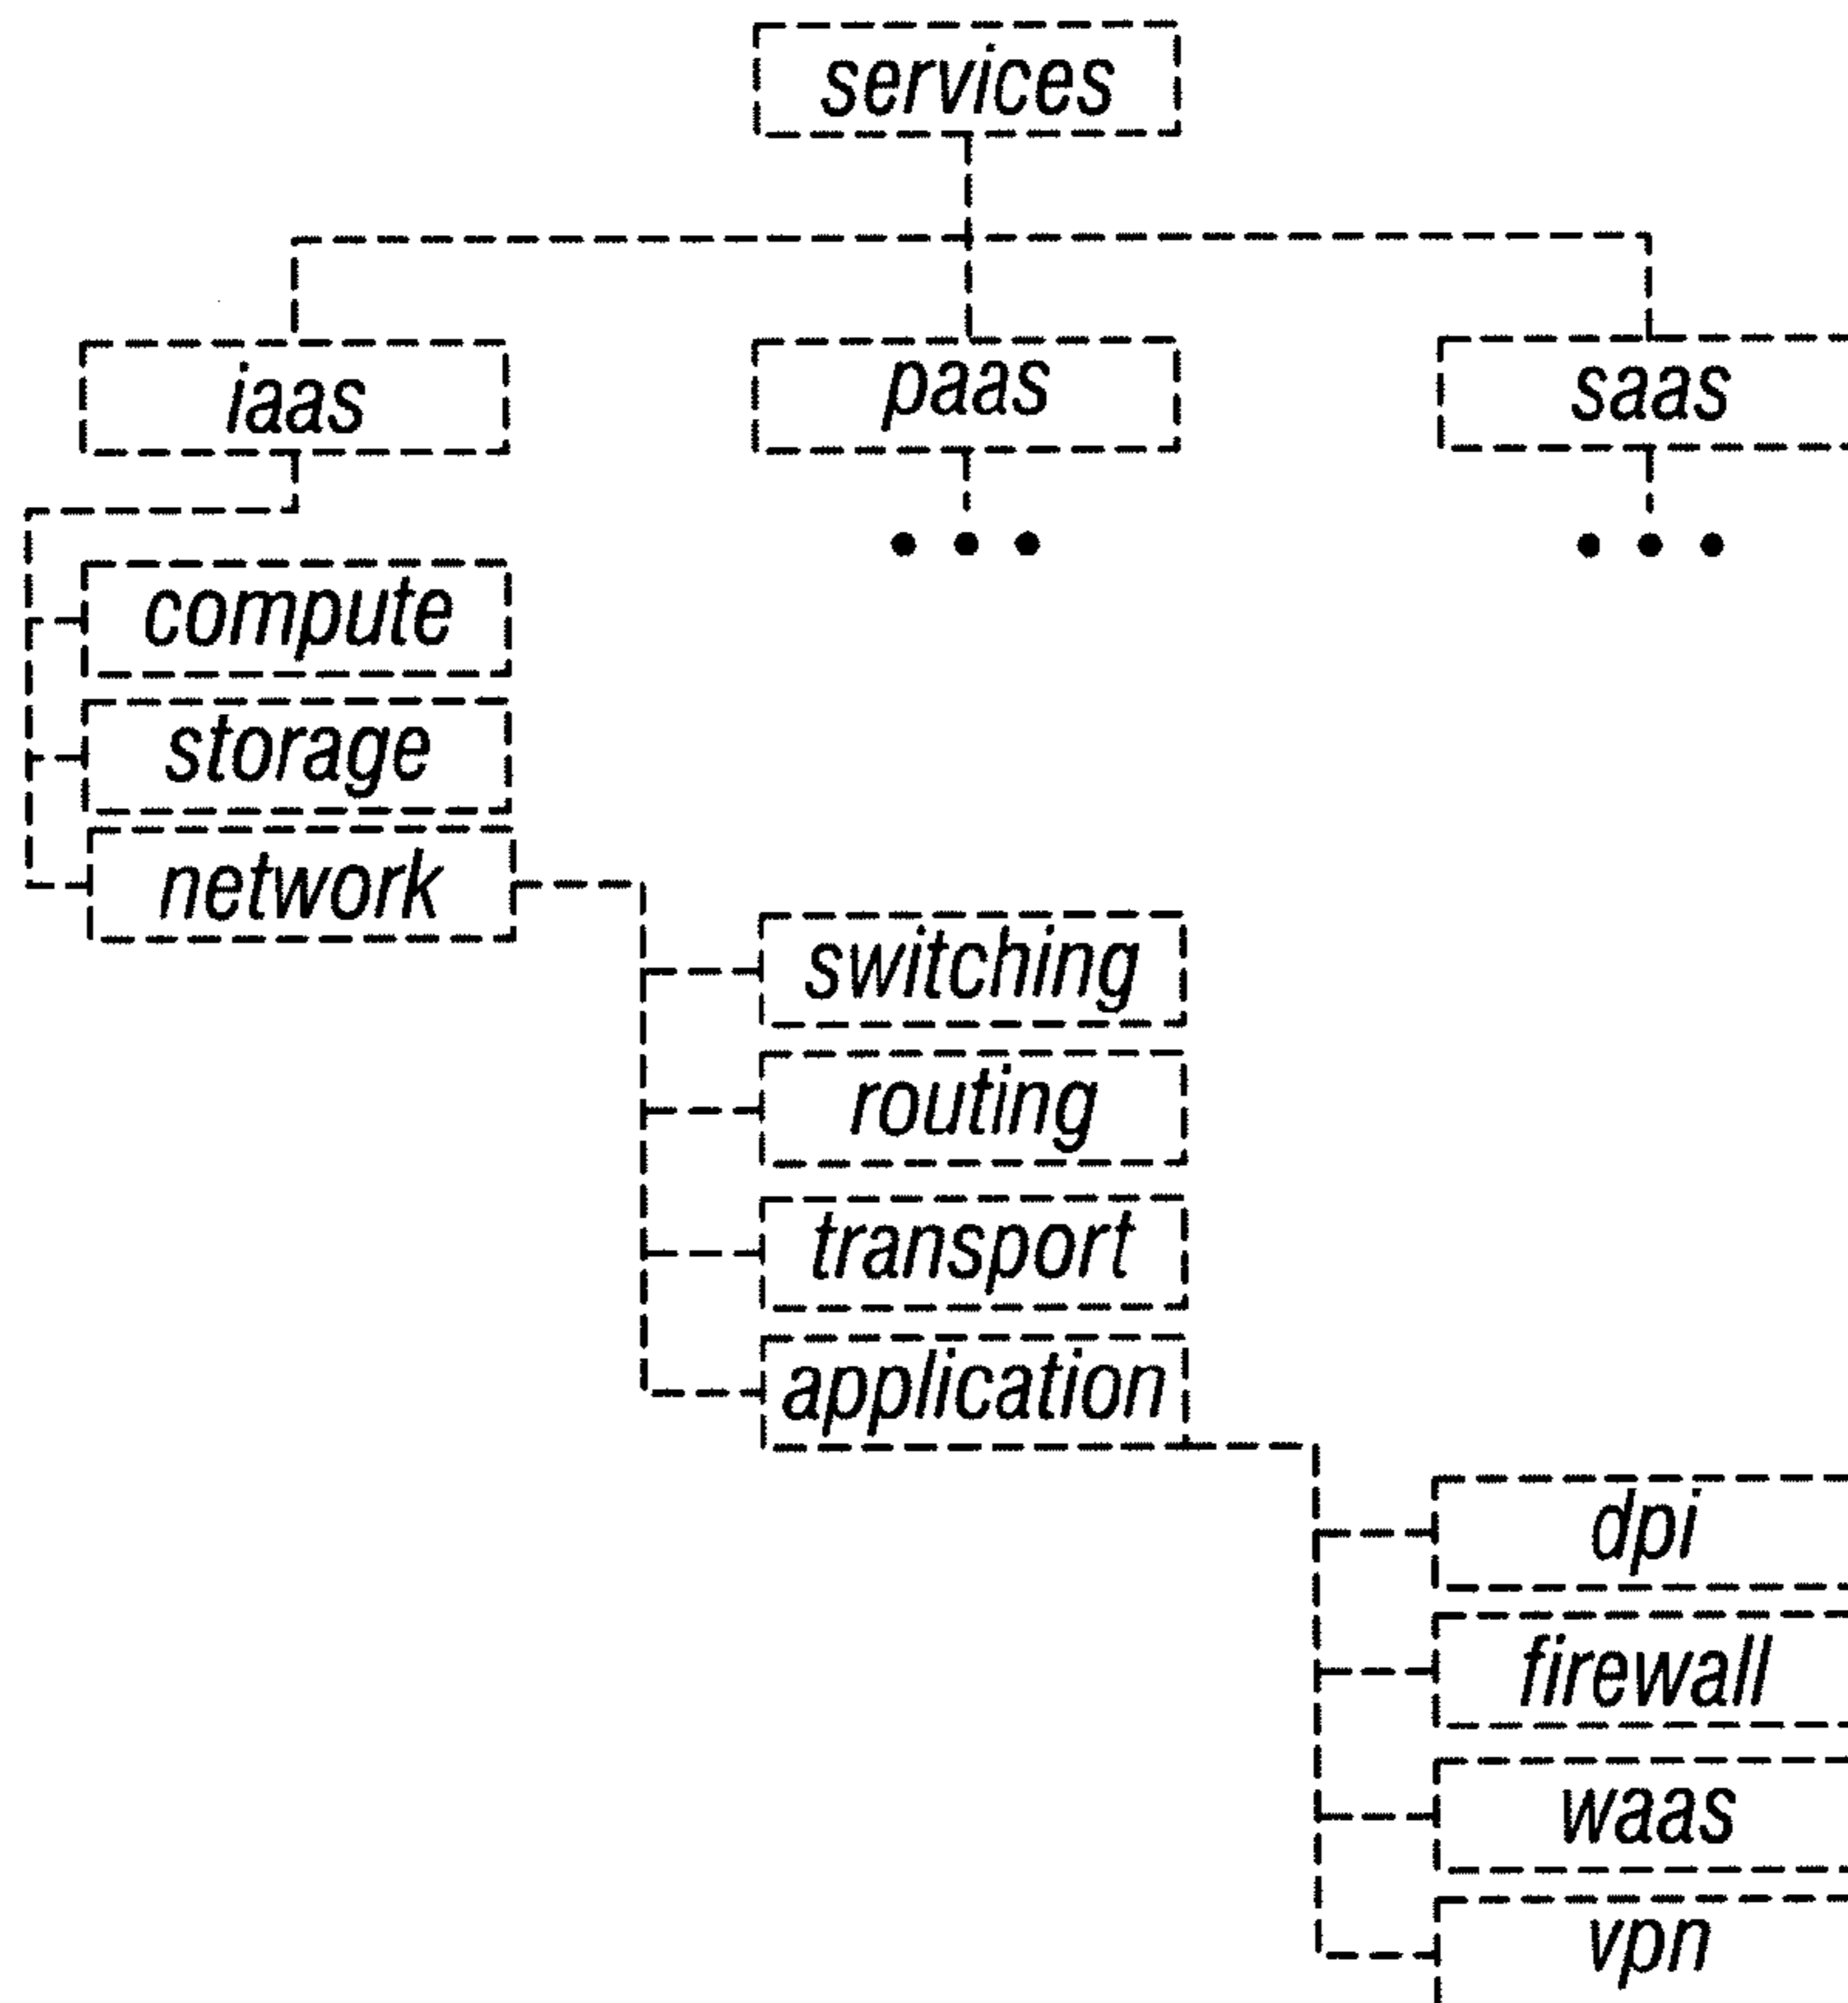 services
iaas
paas
saas
compute
storage
network
switching
routing
transport
application
dpi
firewall
waas
vpn